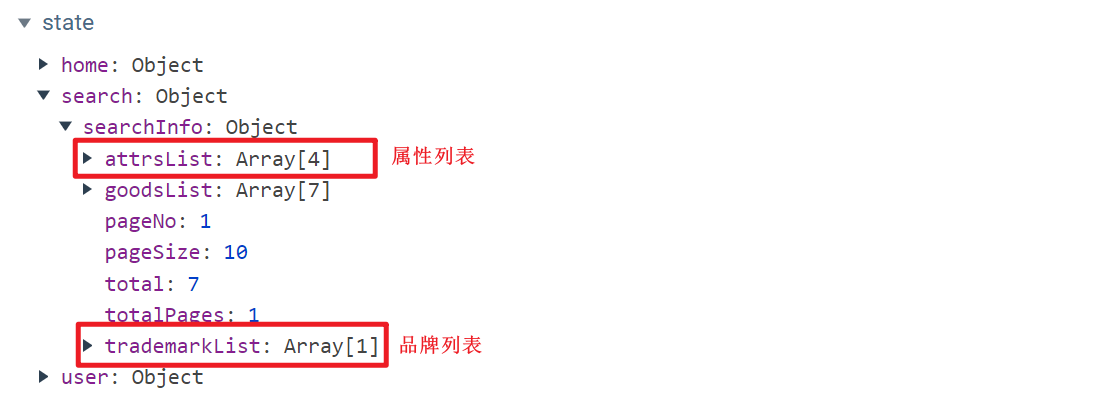 state
home: Object
search: Object
searchInfo: Object
attrsList: Array[4] 属性列表
goodsList: Array[7]
pageNo: 1
pageSize: 10
total: 7
totalPages: 1
trademarkList: Array[1] 品牌列表
user: Object